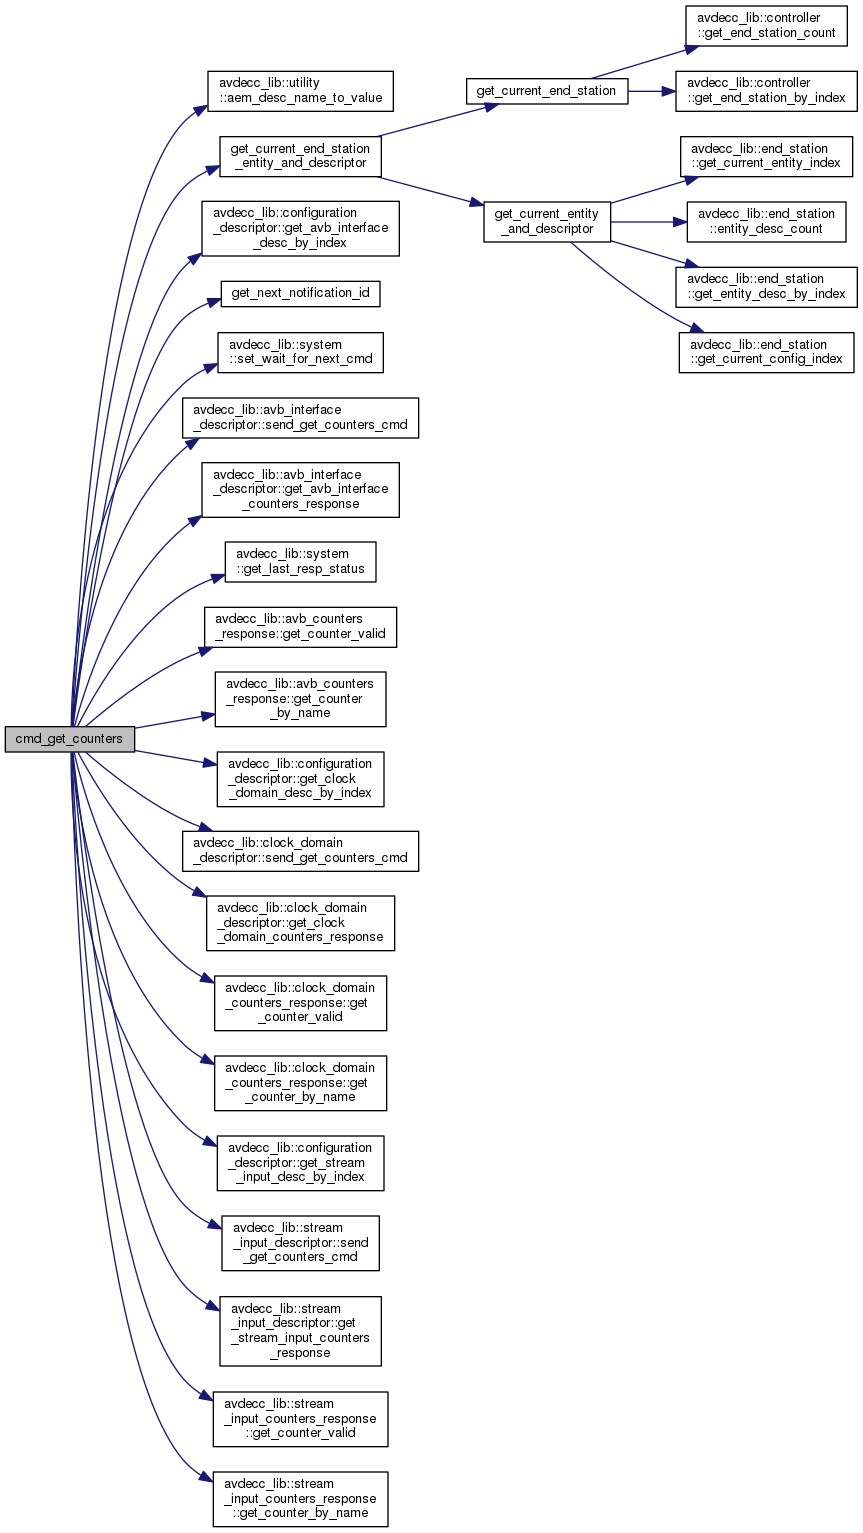 cmd_get_counters
avdecc_lib::utility
::aem_desc_name_to_value
get_current_end_station
_entity_and_descriptor
avdecc_lib::configuration
_descriptor::get_avb_interface
_desc_by_index
get_next_notification_id
avdecc_lib::system
::set_wait_for_next_cmd
avdecc_lib::avb_interface
_descriptor::send_get_counters_cmd
avdecc_lib::avb_interface
_descriptor::get_avb_interface
_counters_response
avdecc_lib::system
::get_last_resp_status
avdecc_lib::avb_counters
_response::get_counter_valid
avdecc_lib::avb_counters
_response::get_counter
_by_name
avdecc_lib::configuration
_descriptor::get_clock
_domain_desc_by_index
avdecc_lib::clock_domain
_descriptor::send_get_counters_cmd
avdecc_lib::clock_domain
_descriptor::get_clock
_domain_counters_response
avdecc_lib::clock_domain
_counters_response::get
_counter_valid
avdecc_lib::clock_domain
_counters_response::get
_counter_by_name
avdecc_lib::configuration
_descriptor::get_stream
_input_desc_by_index
avdecc_lib::stream
_input_descriptor::send
_get_counters_cmd
avdecc_lib::stream
_input_descriptor::get
_stream_input_counters
_response
avdecc_lib::stream
_input_counters_response
::get_counter_valid
avdecc_lib::stream
_input_counters_response
::get_counter_by_name
get_current_end_station
get_current_entity
_and_descriptor
avdecc_lib::controller
::get_end_station_count
avdecc_lib::controller
::get_end_station_by_index
avdecc_lib::end_station
::get_current_entity_index
avdecc_lib::end_station
::entity_desc_count
avdecc_lib::end_station
::get_entity_desc_by_index
avdecc_lib::end_station
::get_current_config_index